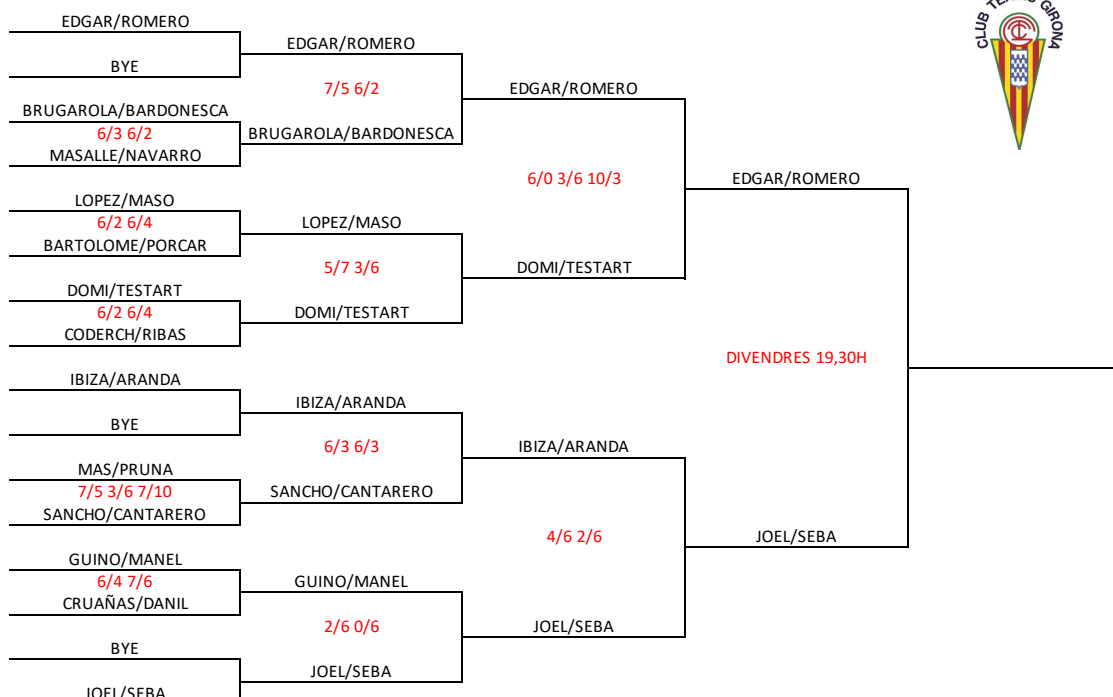 CLUB TENNIS GIRONA
EDGAR/ROMERO
BYE
BRUGAROLA/BARDONESCA
6/3 6/2
MASALLE/NAVARRO
LOPEZ/MASO
6/2 6/4
BARTOLOME/PORCAR
DOMI/TESTART
6/2 6/4
CODERCH/RIBAS
IBIZA/ARANDA
BYE
MAS/PRUNA
7/5 3/6 7/10
SANCHO/CANTARERO
GUINO/MANEL
6/4 7/6
CRUAÑAS/DANIL
BYE
JOEL/SEBA
EDGAR/ROMERO
7/5 6/2
BRUGAROLA/BARDONESCA
LOPEZ/MASO
5/7 3/6
DOMI/TESTART
IBIZA/ARANDA
6/3 6/3
SANCHO/CANTARERO
GUINO/MANEL
2/6 0/6
JOEL/SEBA
EDGAR/ROMERO
6/0 3/6 10/3
DOMI/TESTART
IBIZA/ARANDA
4/6 2/6
JOEL/SEBA
EDGAR/ROMERO
DIVENDRES 19,30H
JOEL/SEBA